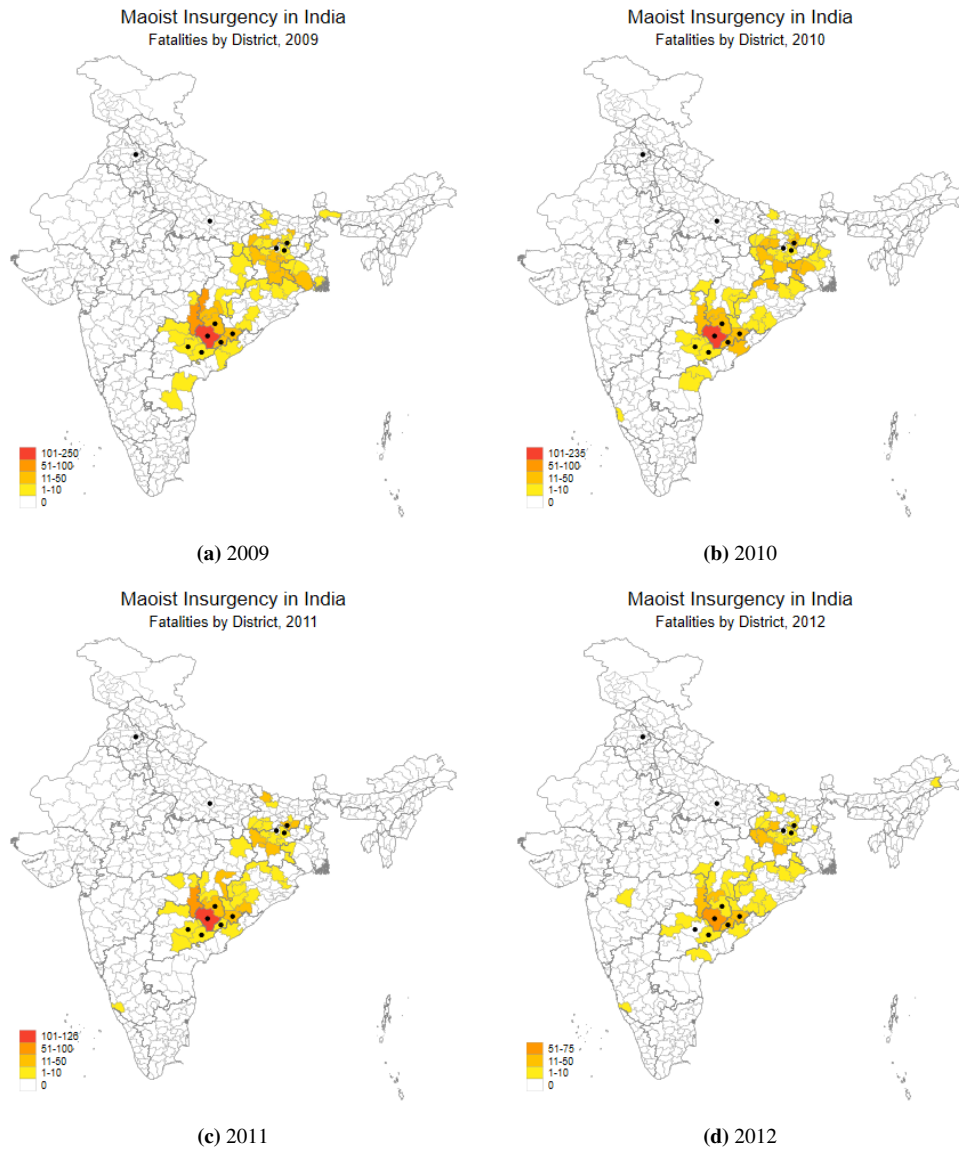 Maoist Insurgency in India
Fatalities by District, 2009
101-250
51-100
11-50
1-10
0
(a) 2009
Maoist Insurgency in India
Fatalities by District, 2010
101-235
51-100
11-50
1-10
0
(b) 2010
Maoist Insurgency in India
Fatalities by District, 2011
101-126
51-100
11-50
1-10
0
(c) 2011
Maoist Insurgency in India
Fatalities by District, 2012
51-75
11-50
1-10
0
(d) 2012